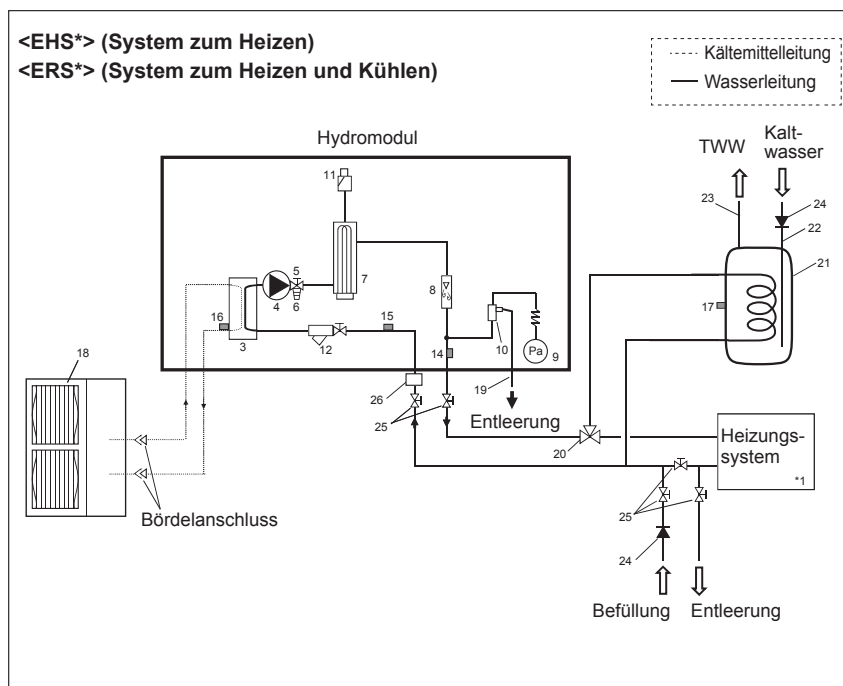 <EHS*> (System zum Heizen)
<ERS*> (System zum Heizen und Kühlen)
Kältemittelleitung
Wasserleitung
Hydromodul
TWW
Kalt-
wasser
11
23
24
22
5
7
21
8
4
6
16
15
17
3
12
10
Pa
9
14
18
19
26
25
Entleerung
20
Heizungs-
system
*1
Bördelanschluss
25
24
Befüllung
Entleerung